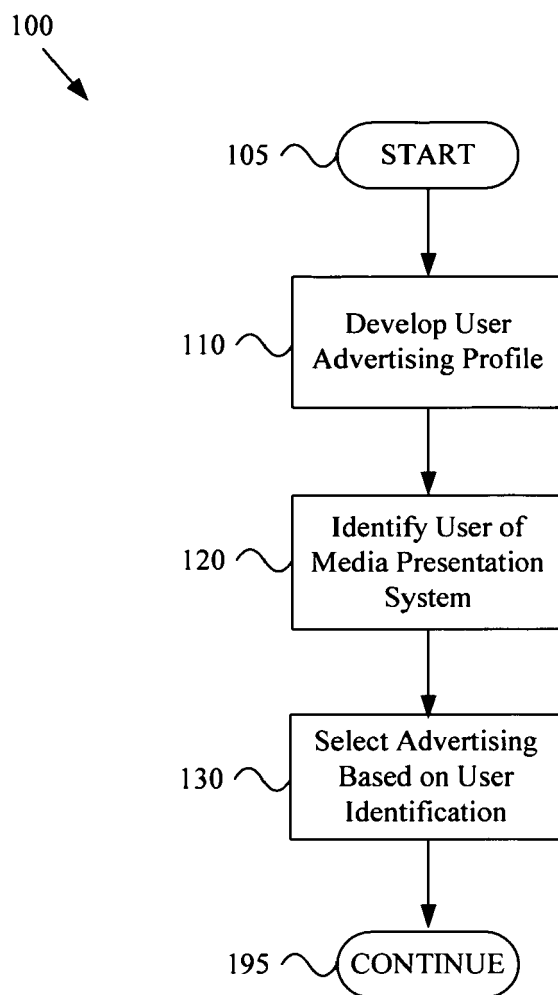 100
105
START
110
Develop User
Advertising Profile
120
Identify User of
Media Presentation
System
130
Select Advertising
Based on User
Identification
195
CONTINUE